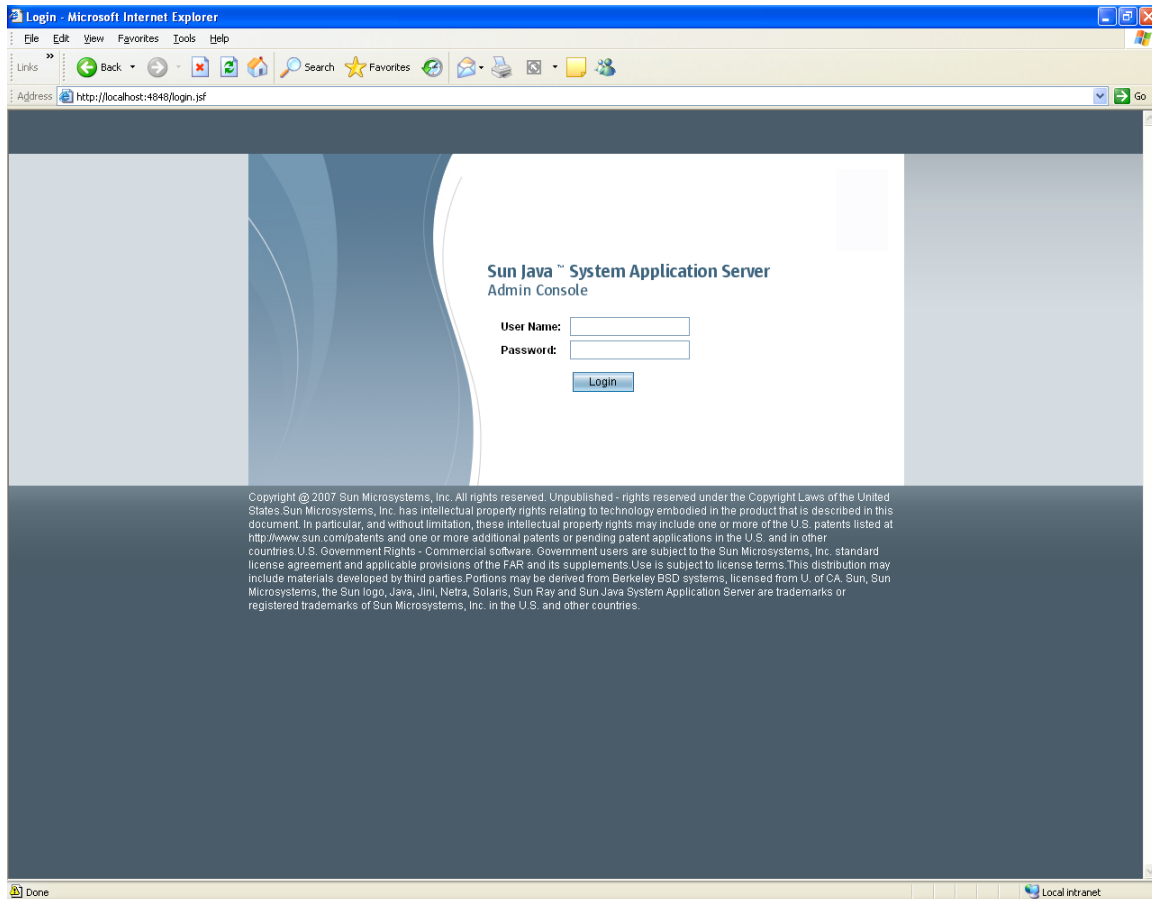 Login - Microsoft Internet Explorer
File Edit View Favorites Tools Help
Links » Back Search Favorites
Address http://localhost:4848/login.jsf Go
Sun Java ™ System Application Server
Admin Console
User Name:
Password:
Login
Copyright @ 2007 Sun Microsystems, Inc. All rights reserved. Unpublished - rights reserved under the Copyright Laws of the United
States.Sun Microsystems, Inc. has intellectual property rights relating to technology embodied in the product that is described in this
document. In particular, and without limitation, these intellectual property rights may include one or more of the U.S. patents listed at
http://www.sun.com/patents and one or more additional patents or pending patent applications in the U.S. and in other
countries.U.S. Government Rights - Commercial software. Government users are subject to the Sun Microsystems, Inc. standard
license agreement and applicable provisions of the FAR and its supplements.Use is subject to license terms.This distribution may
include materials developed by third parties.Portions may be derived from Berkeley BSD systems, licensed from U. of CA. Sun, Sun
Microsystems, the Sun logo, Java, Jini, Netra, Solaris, Sun Ray and Sun Java System Application Server are trademarks or
registered trademarks of Sun Microsystems, Inc. in the U.S. and other countries.
Done Local intranet